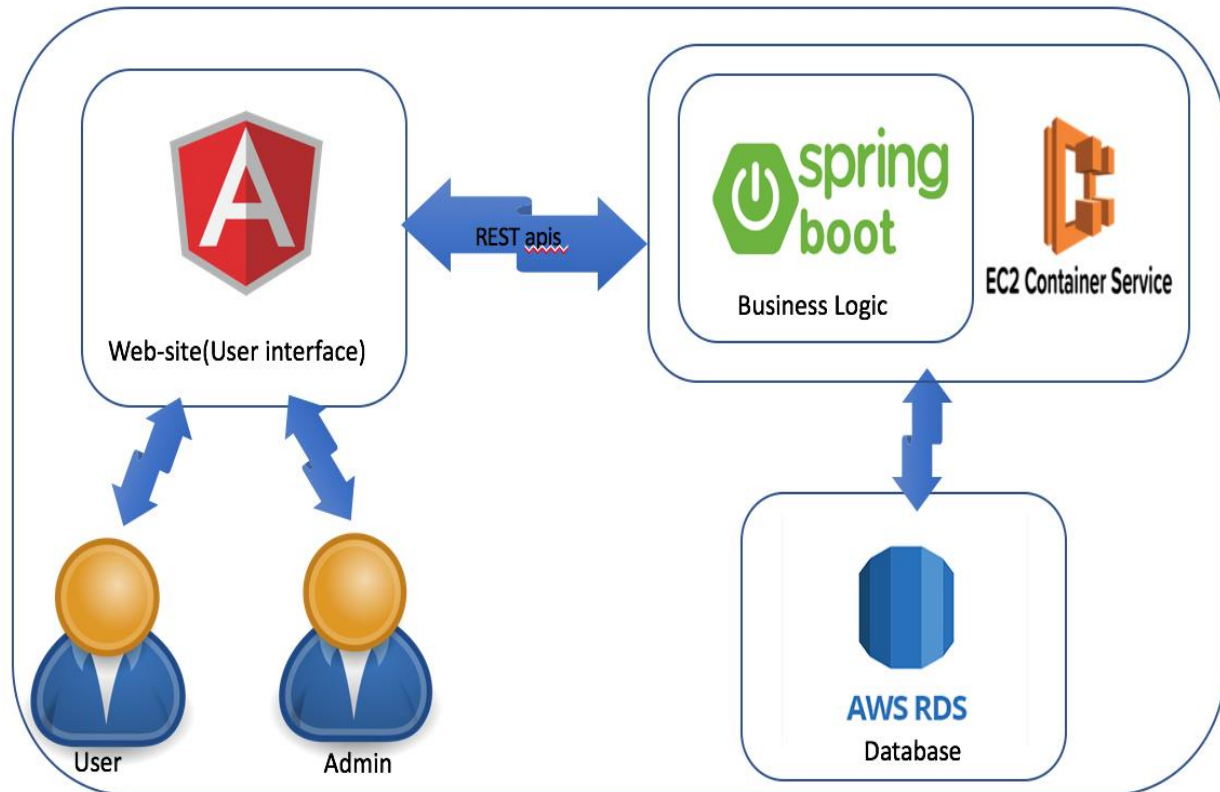 A
Web-site(User interface)
REST apis
spring
boot
Business Logic
EC2 Container Service
User
Admin
AWS RDS
Database